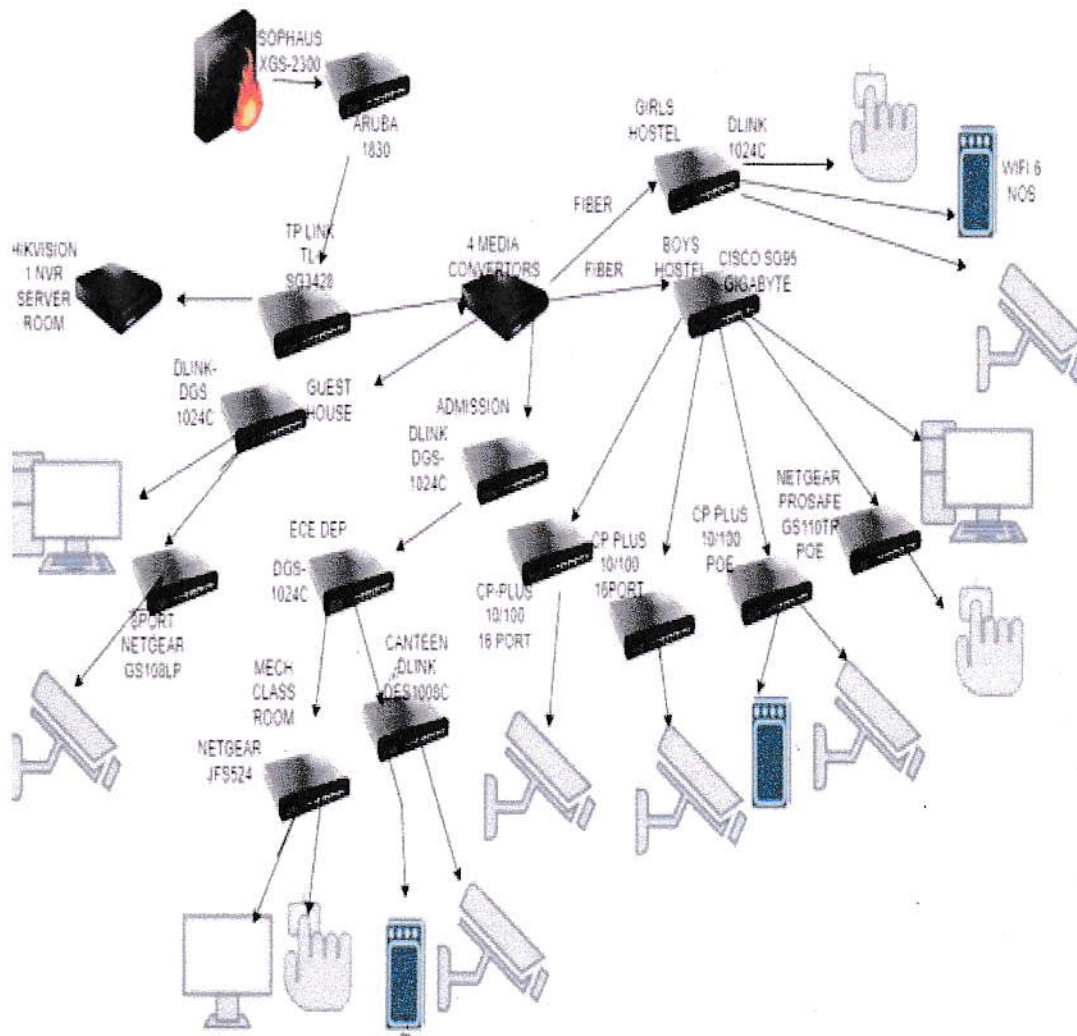 SOPHAUS
XGS-2300
ARUBA
1830
GIRLS
HOSTEL
DLINK
1024C
WIFI 6
NOS
FIBER
TP LINK
TL-
SG3428
4 MEDIA
CONVERTORS
FIBER
BOYS
HOSTEL
CISCO SG95
GIGABYTE
HIKVISION
1 NVR
SERVER
ROOM
DLINK-
DGS
1024C
GUEST
HOUSE
ADMISSION
DLINK
DGS-
1024C
ECE DEP
DGS-
1024C
CP-PLUS
10/100
16 PORT
CP PLUS
10/100
16PORT
CP PLUS
10/100
POE
NETGEAR
PROSAFE
GS110TP
POE
8PORT
NETGEAR
GS108LP
MECH
CLASS
ROOM
CANTEEN
DLINK
DES1008C
NETGEAR
JFS524